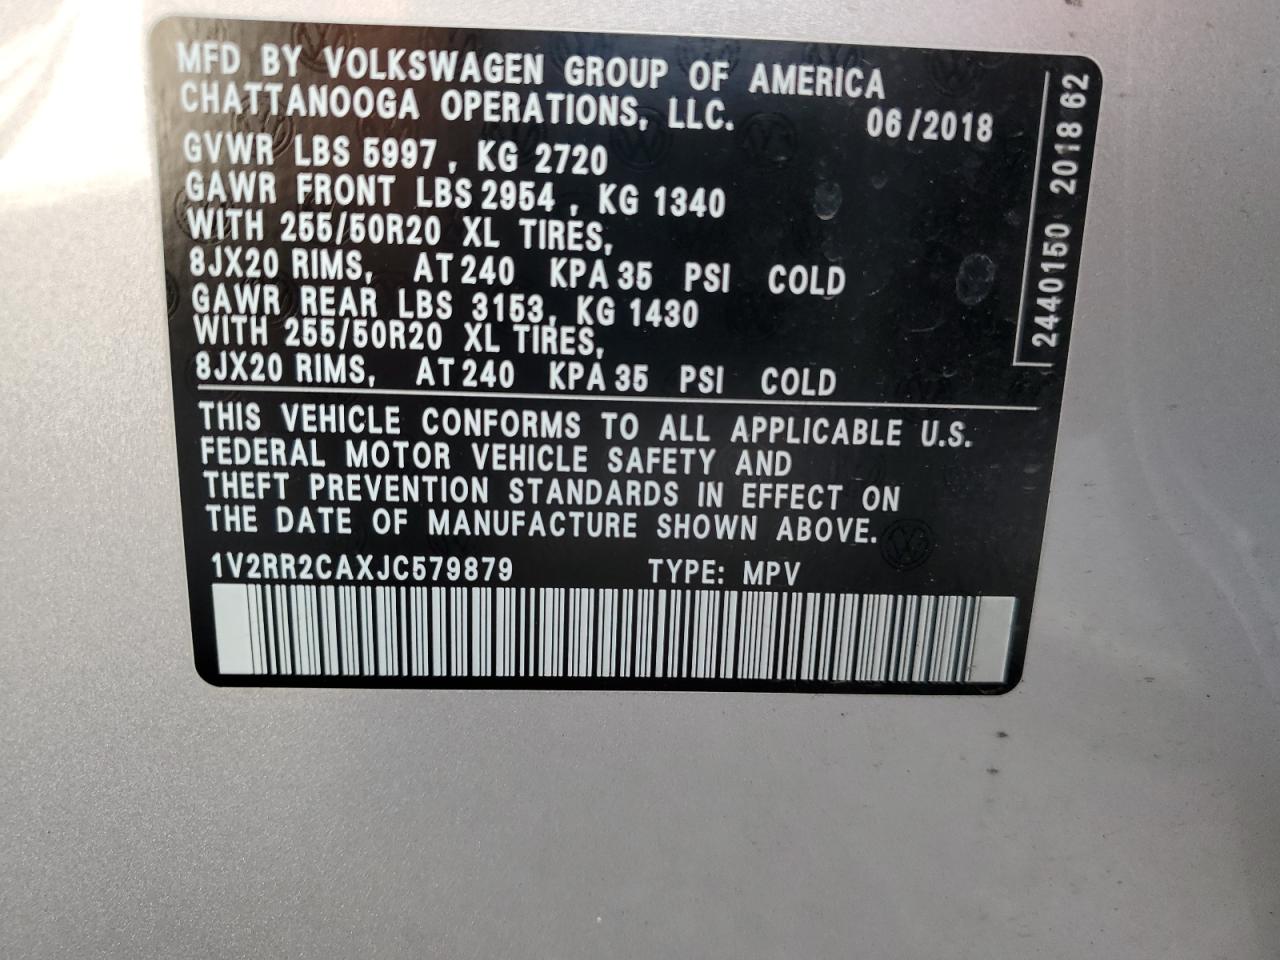 MFD BY VOLKSWAGEN GROUP OF AMERICA
CHATTANOOGA OPERATIONS, LLC. 06/2018
GVWR LBS 5997, KG 2720
GAWR FRONT LBS 2954, KG 1340
WITH 255/50R20 XL TIRES,
8JX20 RIMS, AT 240 KPA 35 PSI COLD
GAWR REAR LBS 3153, KG 1430
WITH 255/50R20 XL TIRES,
8JX20 RIMS, AT 240 KPA 35 PSI COLD
THIS VEHICLE CONFORMS TO ALL APPLICABLE U.S.
FEDERAL MOTOR VEHICLE SAFETY AND
THEFT PREVENTION STANDARDS IN EFFECT ON
THE DATE OF MANUFACTURE SHOWN ABOVE.
1V2RR2CAXJC579879 TYPE: MPV
2440150 2018 62